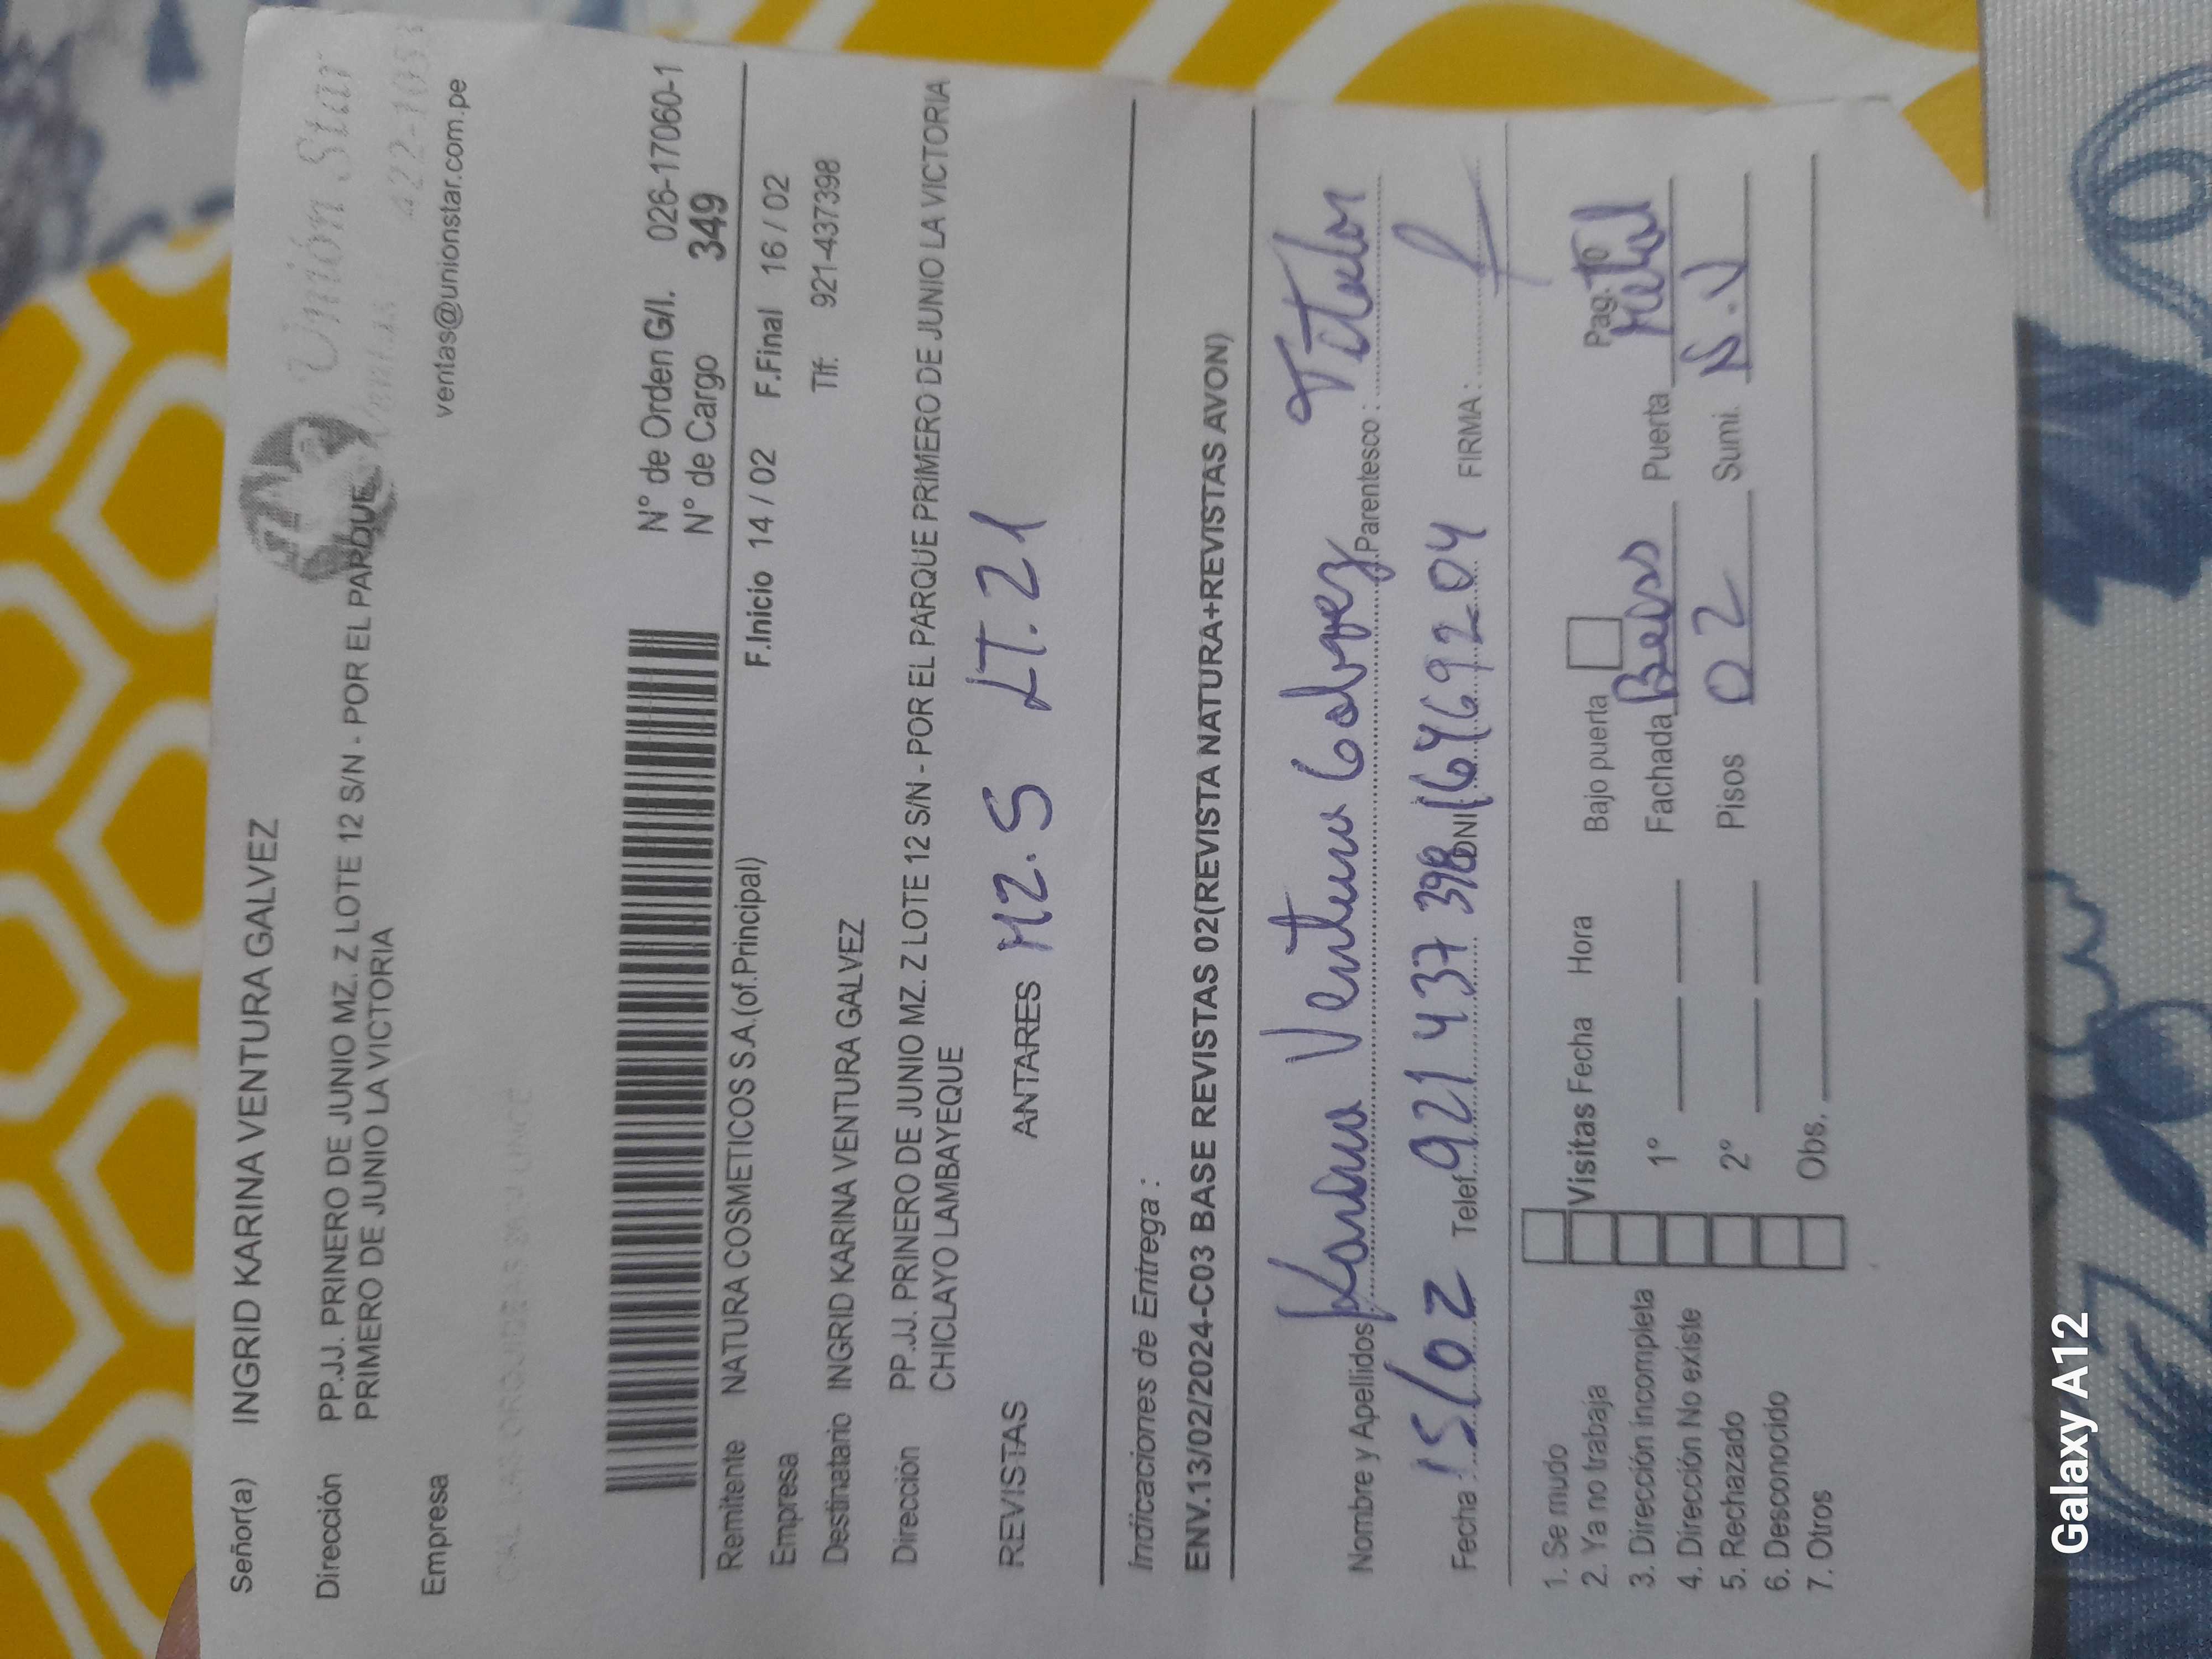 Señor(a) INGRID KARINA VENTURA GALVEZ
Unión Star
Dirección PP.JJ. PRINERO DE JUNIO MZ. Z LOTE 12 S/N - POR EL PARQUE
PRIMERO DE JUNIO LA VICTORIA
Ventas 422-105
Empresa
ventas@unionstar.com.pe
N° de Orden G/I. 026-17060-1
N° de Cargo 349
Remitente NATURA COSMETICOS S.A.(of.Principal) F.Inicio 14 / 02 F.Final 16 / 02
Empresa Tlf: 921-437398
Destinatario INGRID KARINA VENTURA GALVEZ
Dirección PP.JJ. PRINERO DE JUNIO MZ. Z LOTE 12 S/N - POR EL PARQUE PRIMERO DE JUNIO LA VICTORIA
CHICLAYO LAMBAYEQUE
REVISTAS ANTARES MZ.S LT.21
Indicaciones de Entrega :
ENV.13/02/2024-C03 BASE REVISTAS 02(REVISTA NATURA+REVISTAS AVON)
Nombre y Apellidos Karina Ventura Galvez Parentesco : Titular
Fecha : 15/02 Telef. 921 437 398 DNI 16469204 FIRMA :
1. Se mudo
2. Ya no trabaja Visitas Fecha Hora Bajo puerta Pag.
3. Dirección incompleta 1° Fachada Beigs Puerta Metal
4. Dirección No existe
5. Rechazado 2° Pisos 02 Sumi. N.V
6. Desconocido
7. Otros Obs.
Galaxy A12